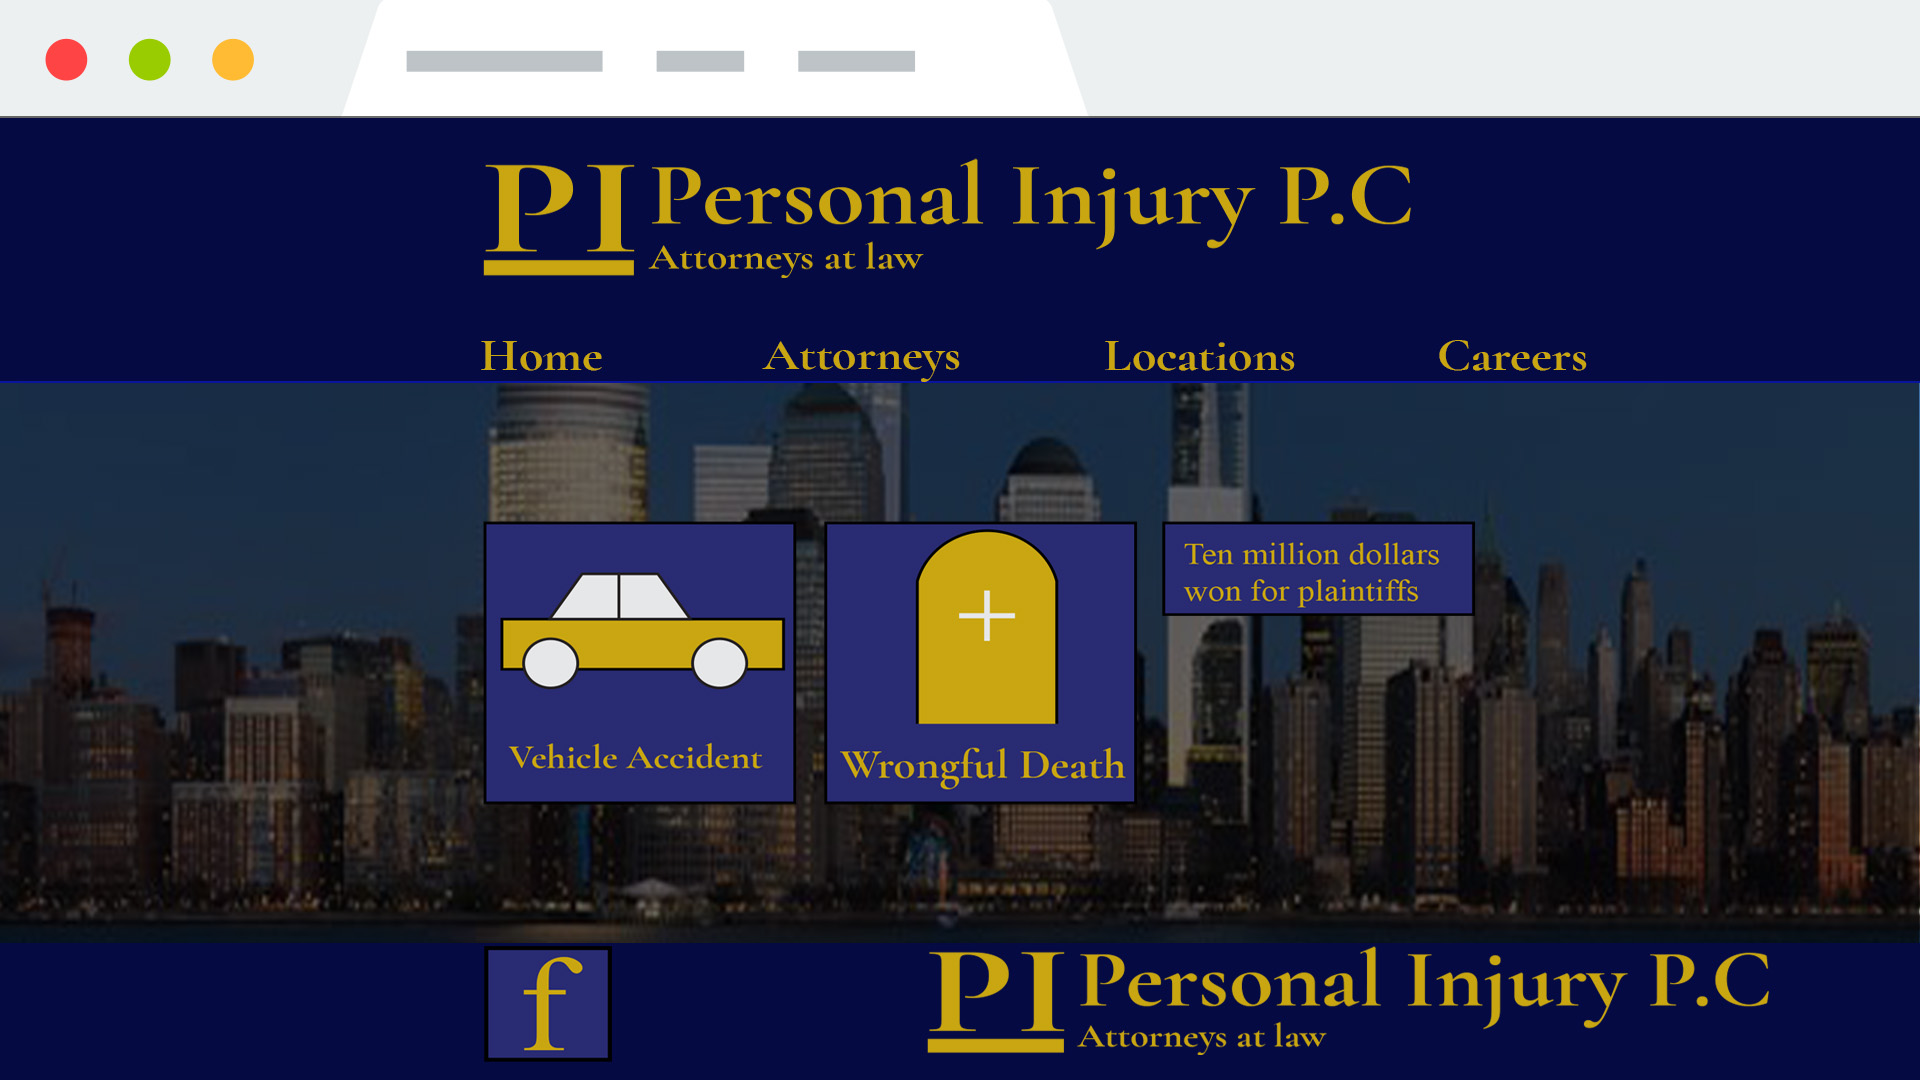 PI Personal Injury P.C
Attorneys at law
Home Attorneys Locations Careers
Ten million dollars
won for plaintiffs
Vehicle Accident
Wrongful Death
f
PI Personal Injury P.C
Attorneys at law